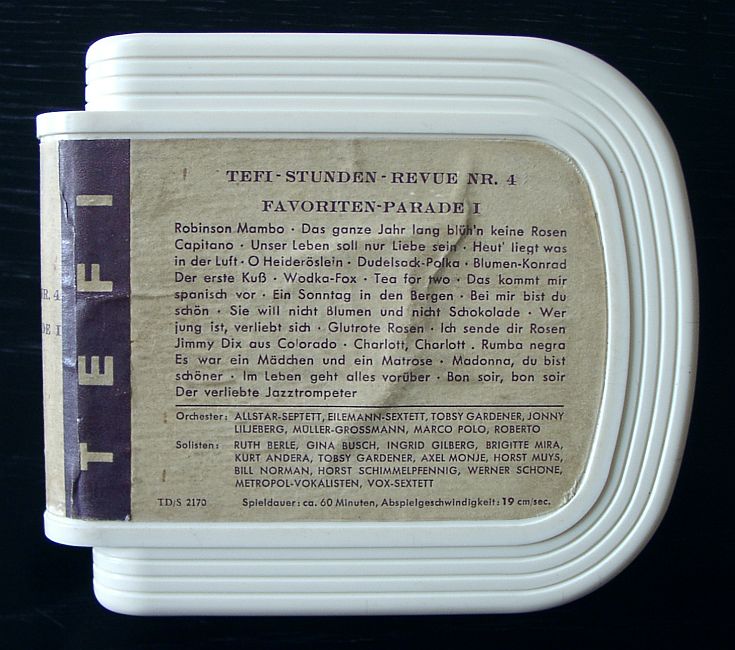 TEFI
R. 4
DE I
TEFI-STUNDEN-REVUE NR. 4
FAVORITEN-PARADE I
Robinson Mambo · Das ganze Jahr lang blüh'n keine Rosen
Capitano · Unser Leben soll nur Liebe sein · Heut' liegt was
in der Luft · O Heideröslein · Dudelsack-Polka · Blumen-Konrad
Der erste Kuß · Wodka-Fox · Tea for two · Das kommt mir
spanisch vor · Ein Sonntag in den Bergen · Bei mir bist du
schön · Sie will nicht Blumen und nicht Schokolade · Wer
jung ist, verliebt sich · Glutrote Rosen · Ich sende dir Rosen
Jimmy Dix aus Colorado · Charlott, Charlott . Rumba negra
Es war ein Mädchen und ein Matrose · Madonna, du bist
schöner · Im Leben geht alles vorüber · Bon soir, bon soir
Der verliebte Jazztrompeter
Orchester: ALLSTAR-SEPTETT, EILEMANN-SEXTETT, TOBSY GARDENER, JONNY
LILJEBERG, MÜLLER-GROSSMANN, MARCO POLO, ROBERTO
Solisten: RUTH BERLE, GINA BUSCH, INGRID GILBERG, BRIGITTE MIRA,
KURT ANDERA, TOBSY GARDENER, AXEL MONJE, HORST MUYS,
BILL NORMAN, HORST SCHIMMELPFENNIG, WERNER SCHÖNE,
METROPOL-VOKALISTEN, VOX-SEXTETT
TD/S 2170 Spieldauer: ca. 60 Minuten, Abspielgeschwindigkeit: 19 cm/sec.